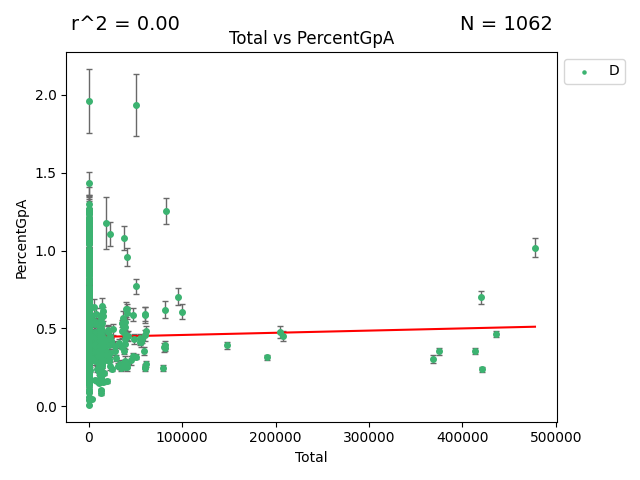 r^2 = 0.00
N = 1062
Total vs PercentGpA
D
PercentGpA
2.0
1.5
1.0
0.5
0.0
0
100000
200000
300000
400000
500000
Total